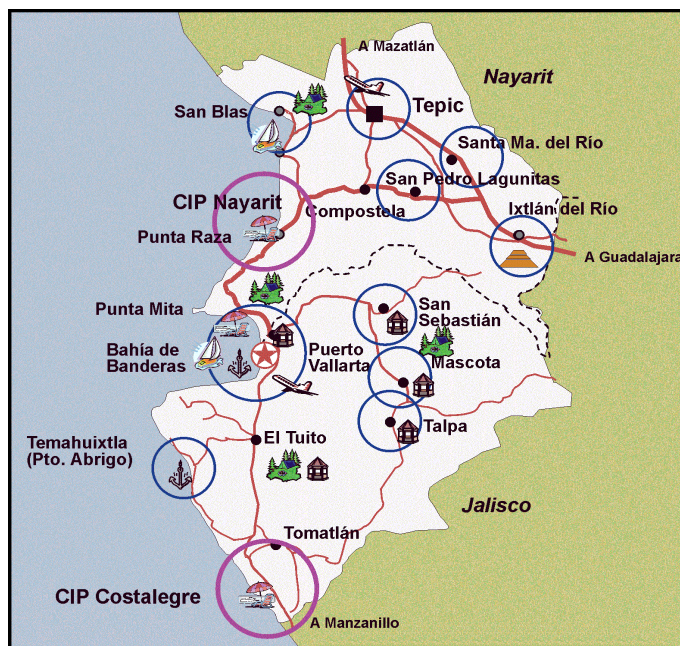 A Mazatlán
Nayarit
San Blas
Tepic
Santa Ma. del Río
San Pedro Lagunitas
CIP Nayarit
Compostela
Ixtlán del Río
Punta Raza
A Guadalajara
Punta Mita
San
Sebastián
Bahía de
Banderas
Puerto
Vallarta
Mascota
Talpa
Temahuixtla
(Pto. Abrigo)
El Tuito
Jalisco
Tomatlán
CIP Costalegre
A Manzanillo